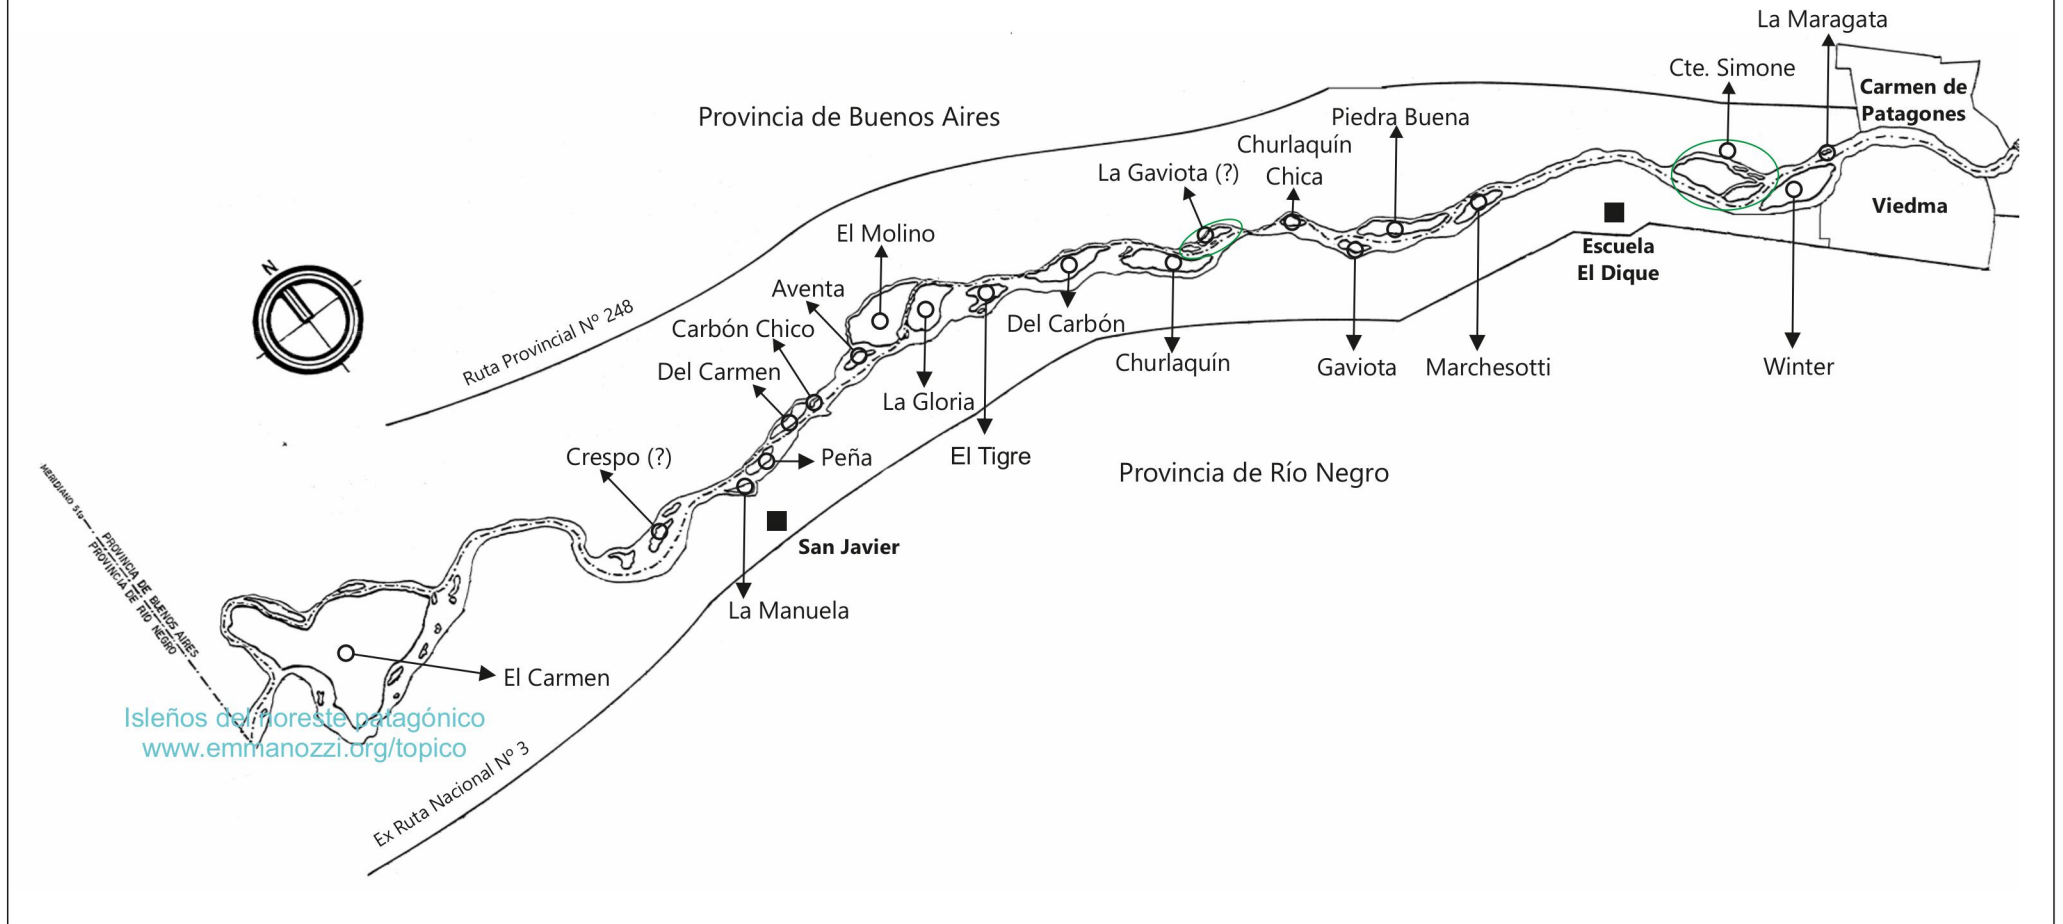 La Maragata
Cte. Simone
Carmen de
Patagones
Provincia de Buenos Aires
Piedra Buena
Churlaquín
Chica
La Gaviota (?)
Viedma
El Molino
Escuela
El Dique
N
Aventa
Carbón Chico
Del Carbón
Ruta Provincial Nº 248
Churlaquín
Gaviota
Marchesotti
Winter
Del Carmen
La Gloria
Crespo (?)
Peña
El Tigre
Provincia de Río Negro
MERIDIANO 5to
PROVINCIA DE BUENOS AIRES
PROVINCIA DE RÍO NEGRO
San Javier
La Manuela
El Carmen
Isleños del noreste patagónico
www.emmanozzi.org/topico
Ex Ruta Nacional Nº 3